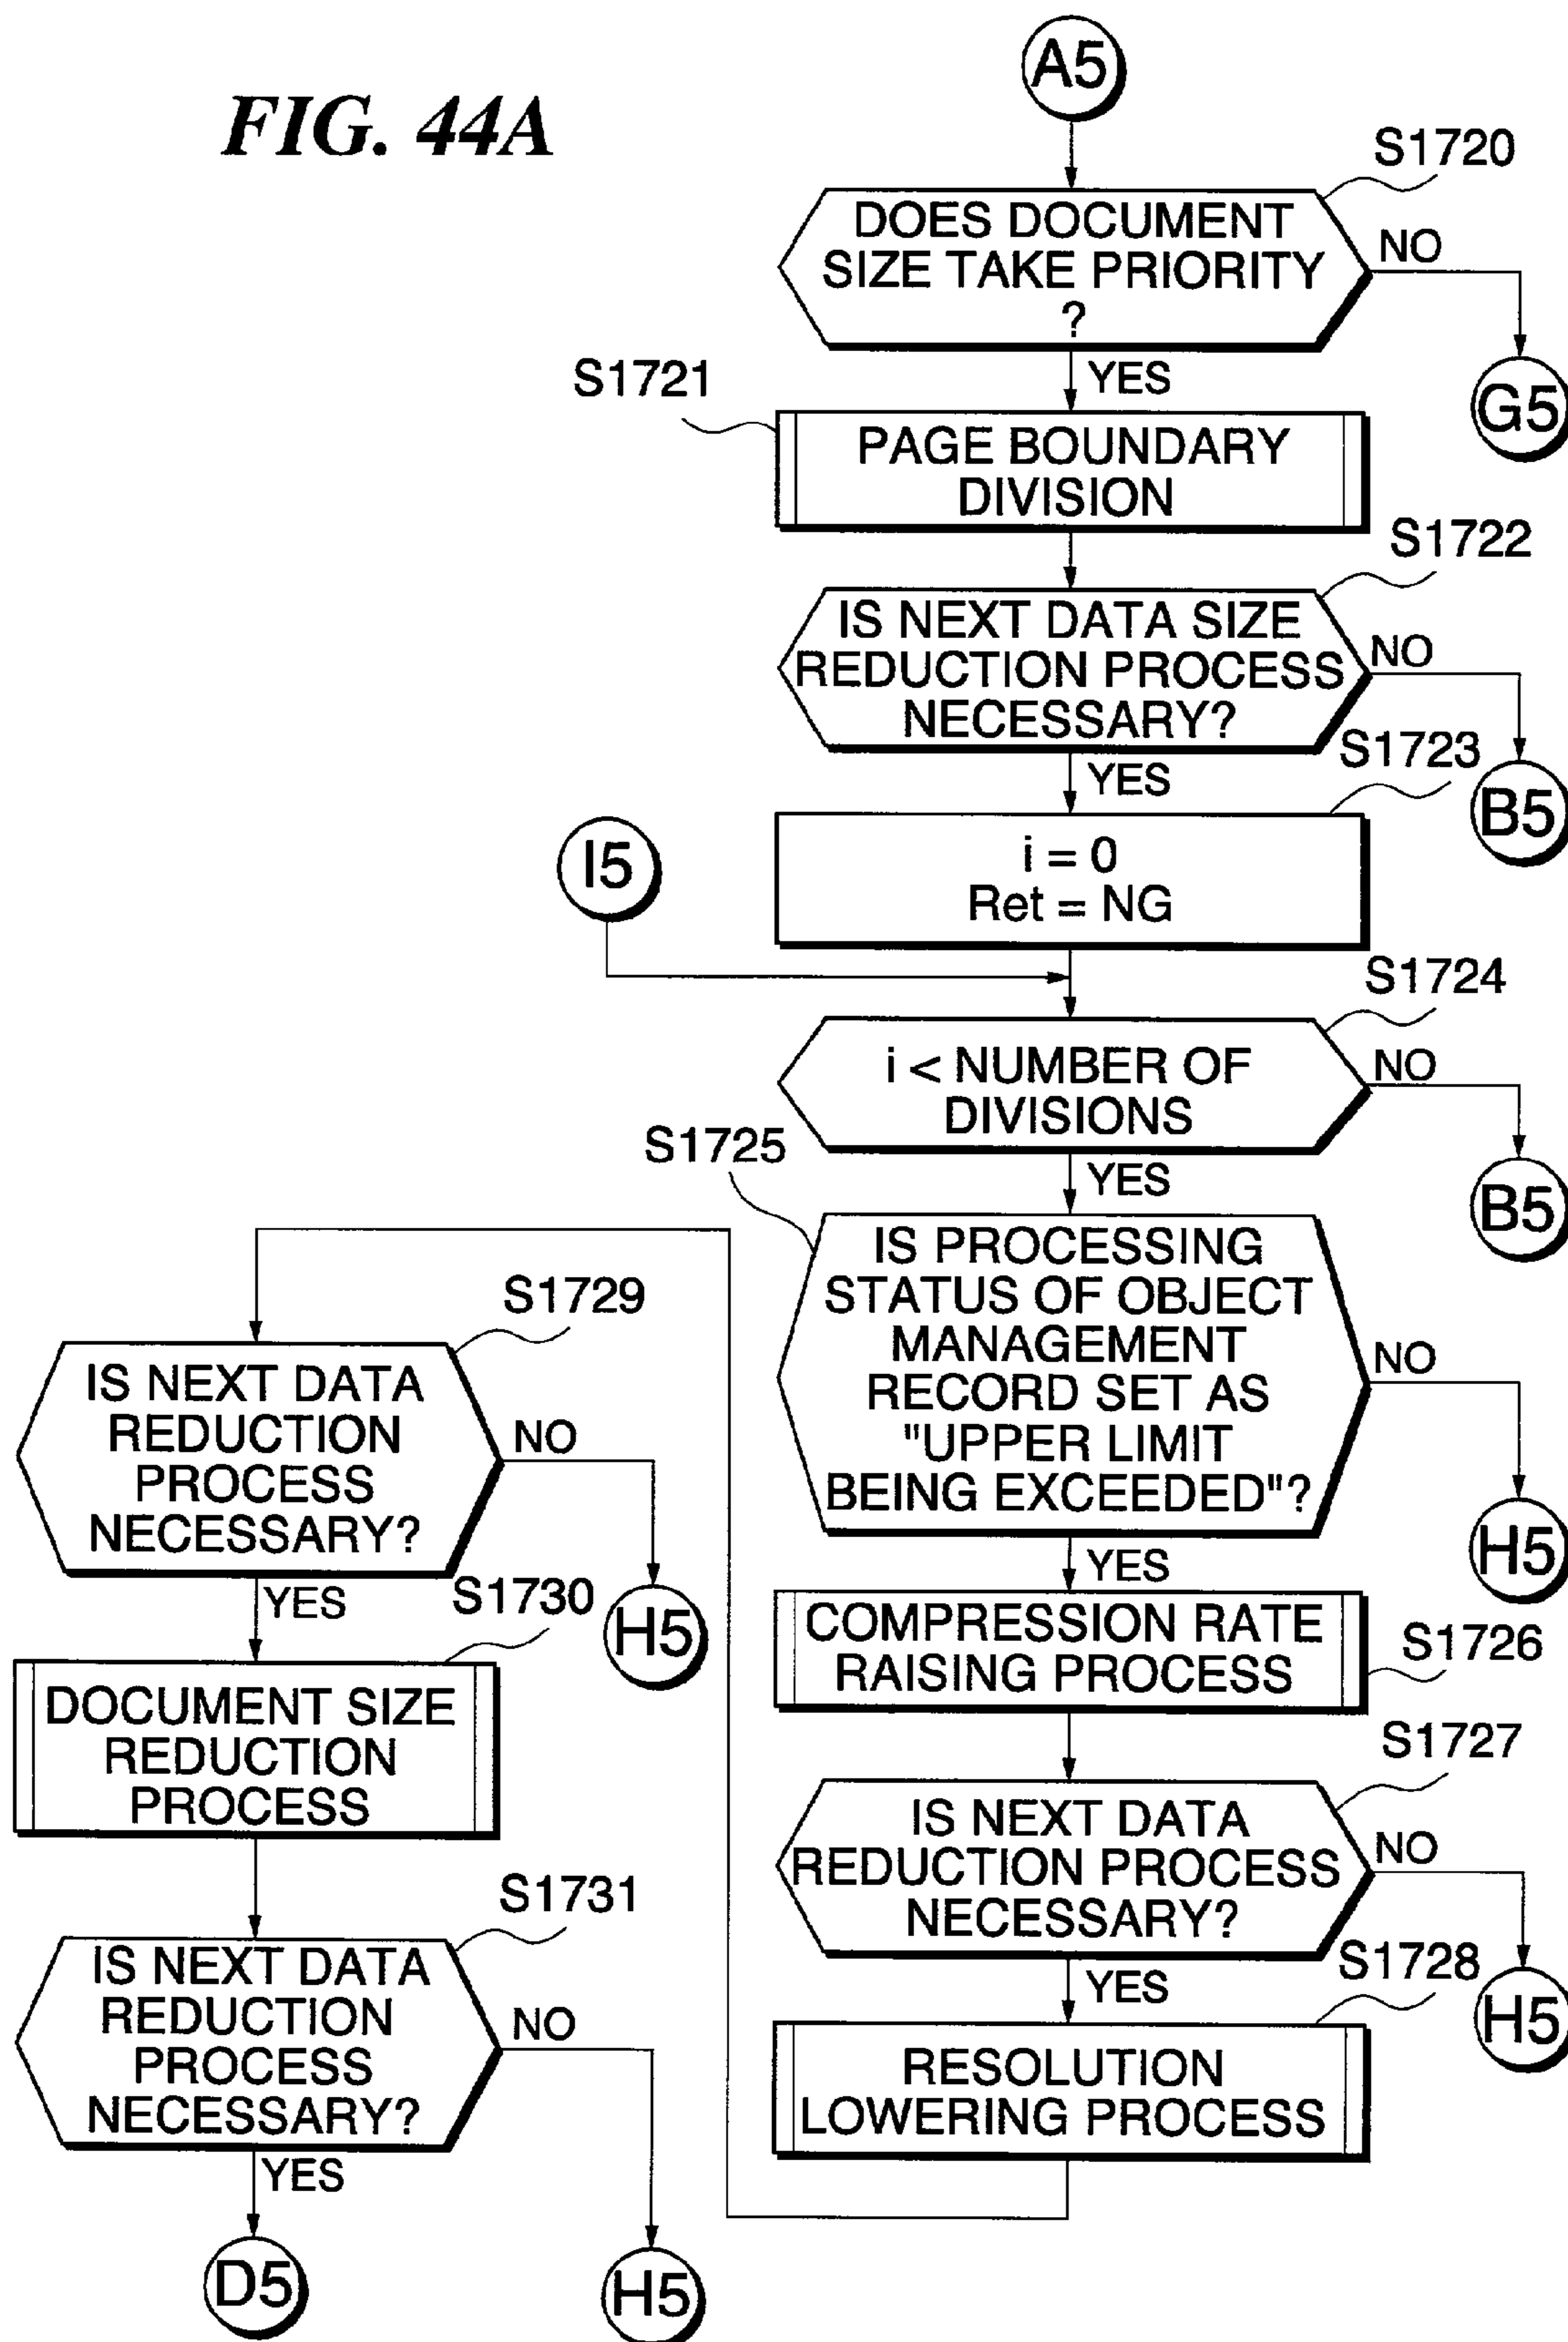 FIG. 44A
A5
S1720
DOES DOCUMENT
SIZE TAKE PRIORITY
?
NO
G5
YES
S1721
PAGE BOUNDARY
DIVISION
S1722
IS NEXT DATA SIZE
REDUCTION PROCESS
NECESSARY?
NO
B5
YES
S1723
i = 0
Ret = NG
I5
S1724
i < NUMBER OF
DIVISIONS
NO
B5
YES
S1725
IS PROCESSING
STATUS OF OBJECT
MANAGEMENT
RECORD SET AS
"UPPER LIMIT
BEING EXCEEDED"?
NO
H5
YES
COMPRESSION RATE
RAISING PROCESS
S1726
S1727
IS NEXT DATA
REDUCTION PROCESS
NECESSARY?
NO
H5
YES
S1728
RESOLUTION
LOWERING PROCESS
S1729
IS NEXT DATA
REDUCTION
PROCESS
NECESSARY?
NO
H5
YES
S1730
DOCUMENT SIZE
REDUCTION
PROCESS
S1731
IS NEXT DATA
REDUCTION
PROCESS
NECESSARY?
NO
H5
YES
D5